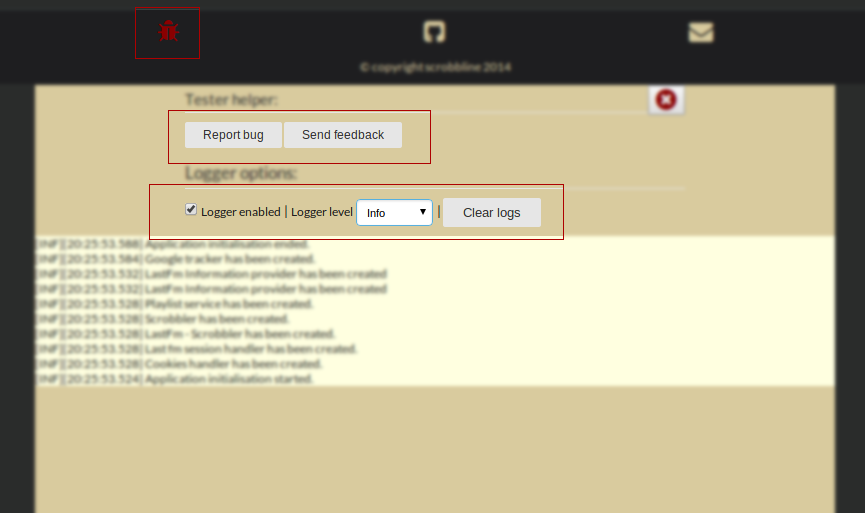 © copyright scrobbline 2014
Tester helper:
Report bug Send feedback
Logger options:
Logger enabled | Logger level Info | Clear logs
[INF][20:25:53.588] Application initialisation ended.
[INF][20:25:53.584] Google tracker has been created.
[INF][20:25:53.532] LastFm Information provider has been created
[INF][20:25:53.532] LastFm Information provider has been created
[INF][20:25:53.528] Playlist service has been created.
[INF][20:25:53.528] Scrobbler has been created.
[INF][20:25:53.528] LastFm - Scrobbler has been created.
[INF][20:25:53.528] Last fm session handler has been created.
[INF][20:25:53.528] Cookies handler has been created.
[INF][20:25:53.524] Application initialisation started.